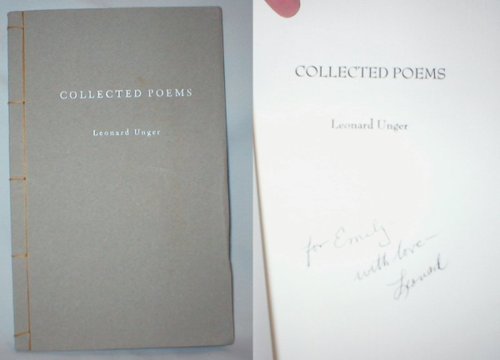 COLLECTED POEMS
Leonard Unger
COLLECTED POEMS
Leonard Unger
for Emily
with love–
Leonard